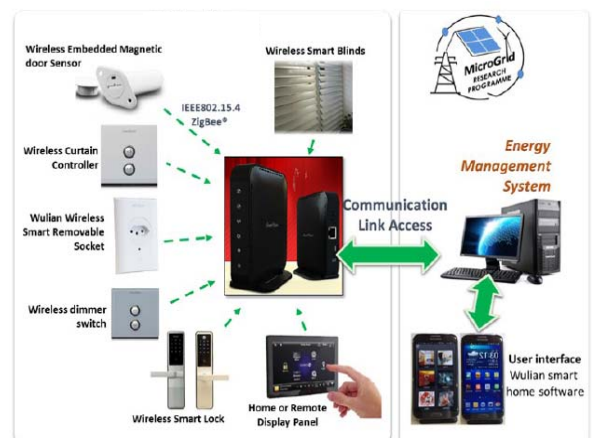 Wireless Embedded Magnetic
door Sensor
IEEE802.15.4
ZigBee®
Wireless Smart Blinds
Wireless Curtain
Controller
Wulian Wireless
Smart Removable
Socket
Wireless dimmer
switch
Wireless Smart Lock
Home or Remote
Display Panel
Communication
Link Access
MicroGrid
RESEARCH
PROGRAMME
Energy
Management
System
User interface
Wulian smart
home software